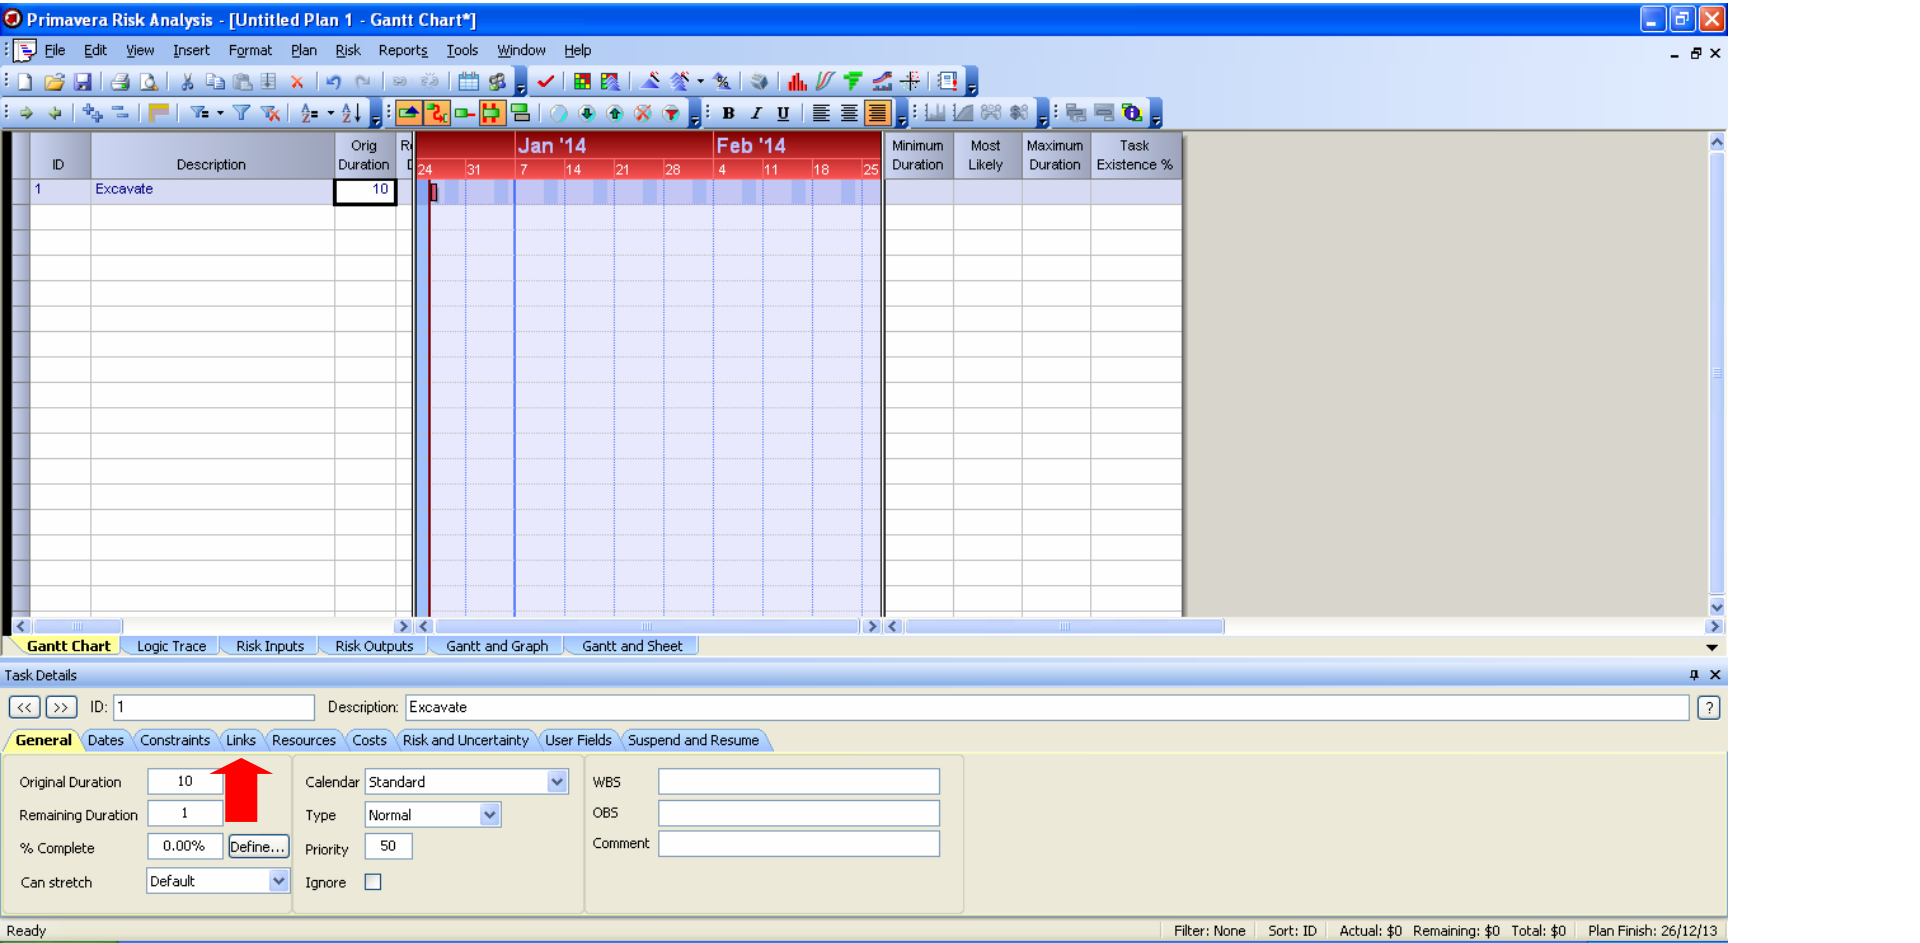 Primavera Risk Analysis - [Untitled Plan 1 - Gantt Chart*]
File Edit View Insert Format Plan Risk Reports Tools Window Help
B I U
ID Description Orig Duration
Jan '14 Feb '14
24 31 7 14 21 28 4 11 18 25
Minimum Duration Most Likely Maximum Duration Task Existence %
1 Excavate 10
Gantt Chart Logic Trace Risk Inputs Risk Outputs Gantt and Graph Gantt and Sheet
Task Details
<< >> ID: 1 Description: Excavate ?
General Dates Constraints Links Resources Costs Risk and Uncertainty User Fields Suspend and Resume
Original Duration 10 Calendar Standard WBS
Remaining Duration 1 Type Normal OBS
% Complete 0.00% Define... Priority 50 Comment
Can stretch Default Ignore
Ready Filter: None Sort: ID Actual: $0 Remaining: $0 Total: $0 Plan Finish: 26/12/13